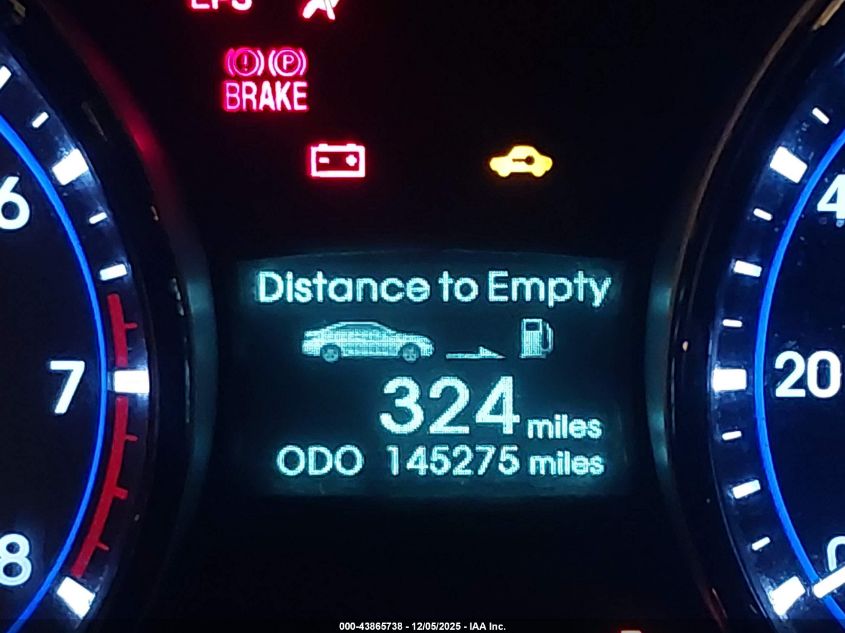 EPS
BRAKE
6
4
Distance to Empty
7
20
324 miles
ODO 145275 miles
8
0
000-43865738 - 12/05/2025 - IAA Inc.